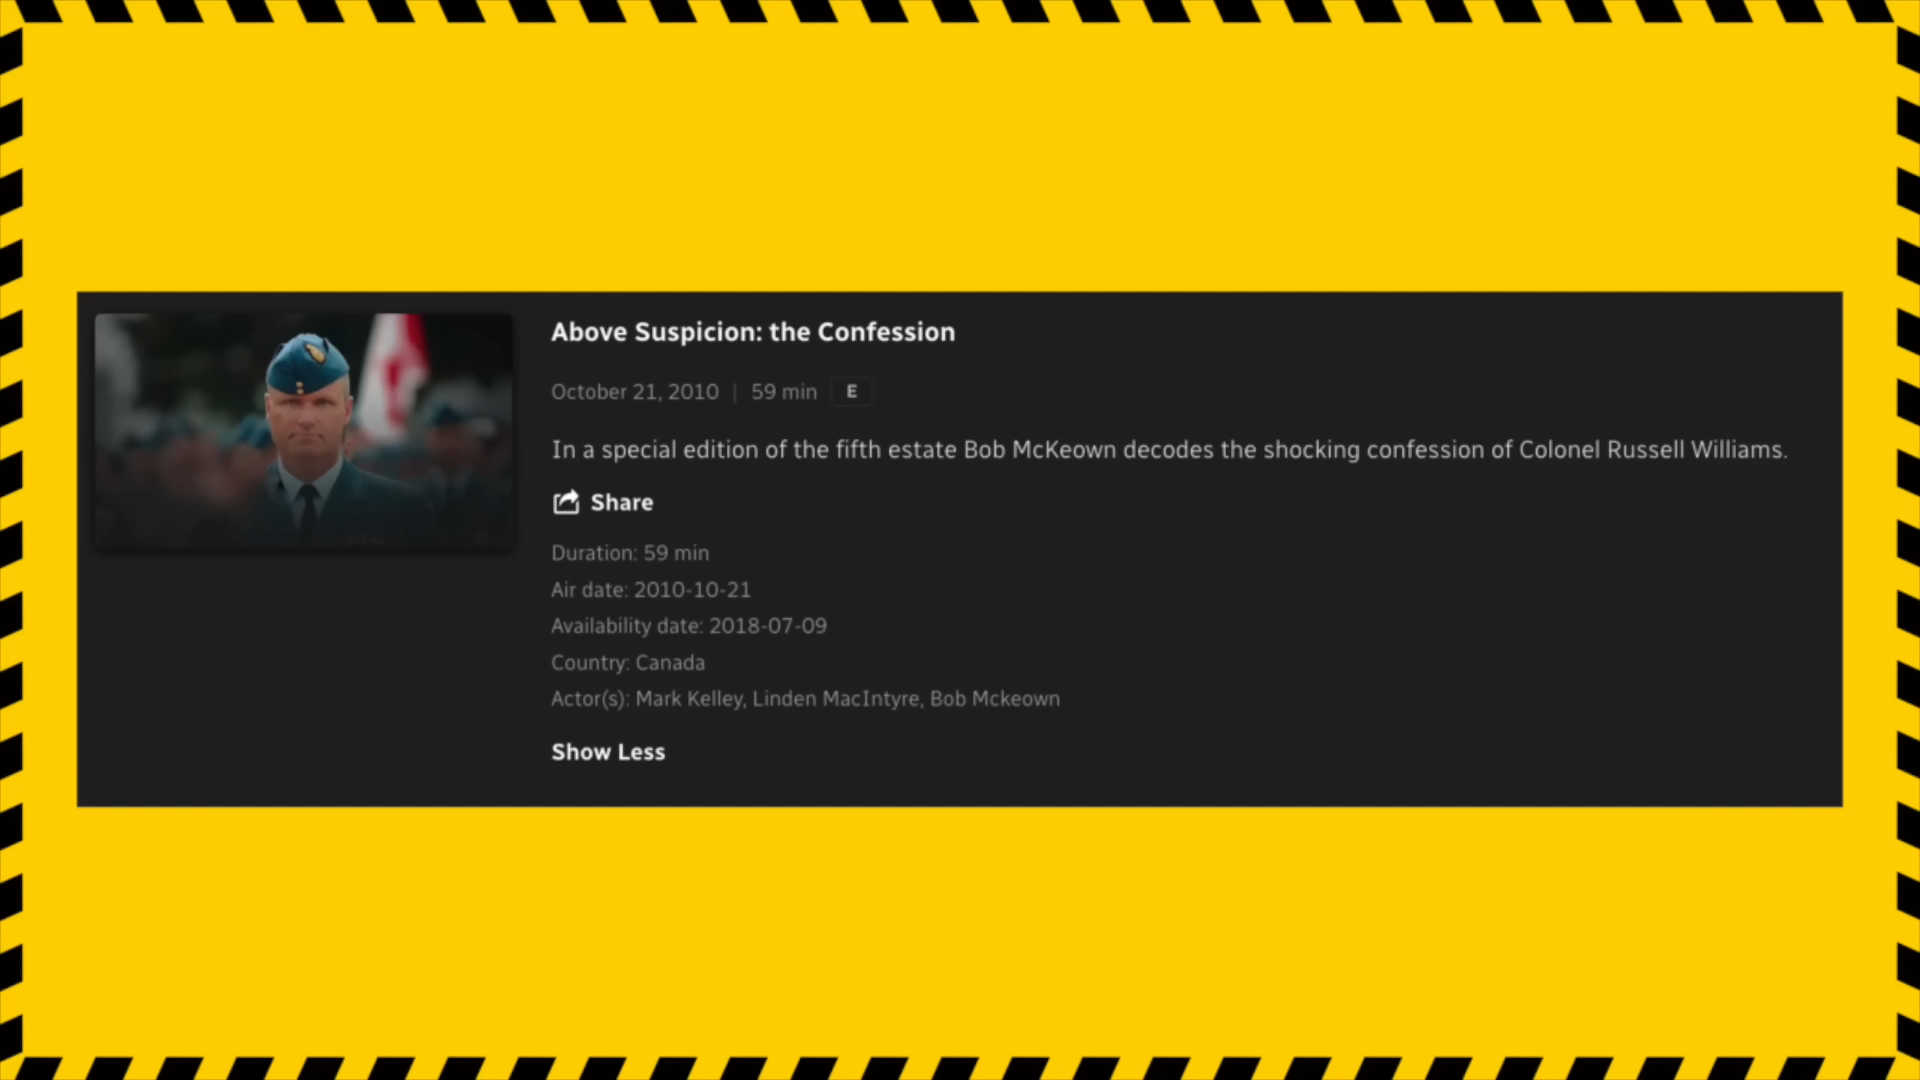 Above Suspicion: the Confession
October 21, 2010 | 59 min E
In a special edition of the fifth estate Bob McKeown decodes the shocking confession of Colonel Russell Williams.
Share
Duration: 59 min
Air date: 2010-10-21
Availability date: 2018-07-09
Country: Canada
Actor(s): Mark Kelley, Linden MacIntyre, Bob Mckeown
Show Less